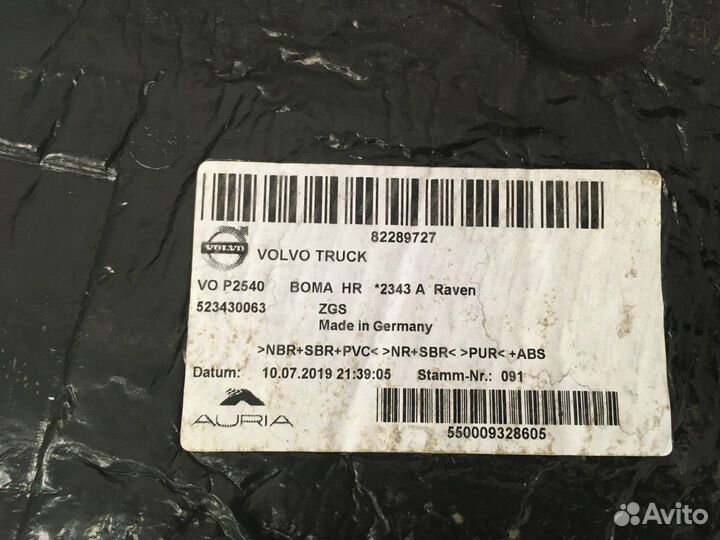 82289727
VOLVO
VOLVO TRUCK
VO P2540 BOMA HR *2343 A Raven
523430063 ZGS
Made in Germany
>NBR+SBR+PVC< >NR+SBR< >PUR< +ABS
Datum: 10.07.2019 21:39:05 Stamm-Nr.: 091
AURIA
550009328605
Avito